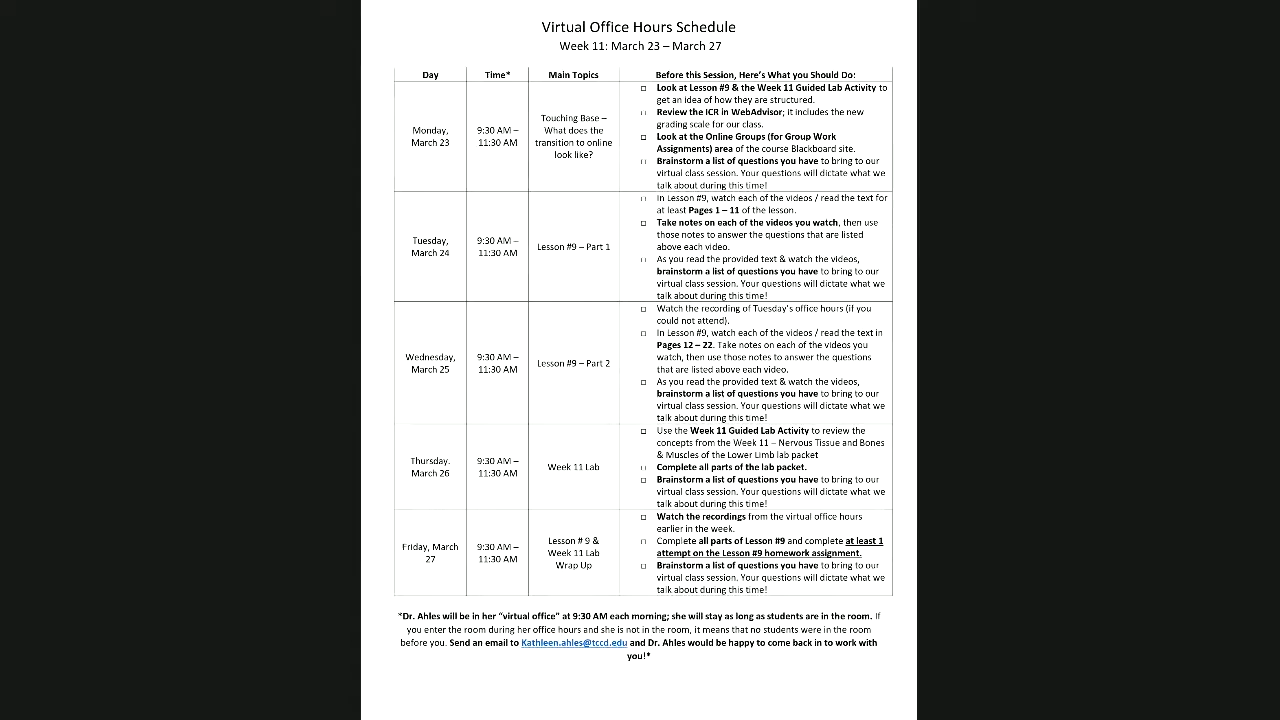 Virtual Office Hours Schedule
Week 11: March 23 – March 27
Day
Time*
Main Topics
Before this Session, Here's What you Should Do:
Monday,
March 23
9:30 AM –
11:30 AM
Touching Base –
What does the
transition to online
look like?
□ Look at Lesson #9 & the Week 11 Guided Lab Activity to
get an idea of how they are structured.
□ Review the ICR in WebAdvisor; it includes the new
grading scale for our class.
□ Look at the Online Groups (for Group Work
Assignments) area of the course Blackboard site.
□ Brainstorm a list of questions you have to bring to our
virtual class session. Your questions will dictate what we
talk about during this time!
Tuesday,
March 24
9:30 AM –
11:30 AM
Lesson #9 – Part 1
□ In Lesson #9, watch each of the videos / read the text for
at least Pages 1 – 11 of the lesson.
□ Take notes on each of the videos you watch, then use
those notes to answer the questions that are listed
above each video.
□ As you read the provided text & watch the videos,
brainstorm a list of questions you have to bring to our
virtual class session. Your questions will dictate what we
talk about during this time!
Wednesday,
March 25
9:30 AM –
11:30 AM
Lesson #9 – Part 2
□ Watch the recording of Tuesday's office hours (if you
could not attend).
□ In Lesson #9, watch each of the videos / read the text in
Pages 12 – 22. Take notes on each of the videos you
watch, then use those notes to answer the questions
that are listed above each video.
□ As you read the provided text & watch the videos,
brainstorm a list of questions you have to bring to our
virtual class session. Your questions will dictate what we
talk about during this time!
Thursday.
March 26
9:30 AM –
11:30 AM
Week 11 Lab
□ Use the Week 11 Guided Lab Activity to review the
concepts from the Week 11 – Nervous Tissue and Bones
& Muscles of the Lower Limb lab packet
□ Complete all parts of the lab packet.
□ Brainstorm a list of questions you have to bring to our
virtual class session. Your questions will dictate what we
talk about during this time!
Friday, March
27
9:30 AM –
11:30 AM
Lesson # 9 &
Week 11 Lab
Wrap Up
□ Watch the recordings from the virtual office hours
earlier in the week.
□ Complete all parts of Lesson #9 and complete at least 1
attempt on the Lesson #9 homework assignment.
□ Brainstorm a list of questions you have to bring to our
virtual class session. Your questions will dictate what we
talk about during this time!
*Dr. Ahles will be in her “virtual office” at 9:30 AM each morning; she will stay as long as students are in the room. If
you enter the room during her office hours and she is not in the room, it means that no students were in the room
before you. Send an email to Kathleen.ahles@tccd.edu and Dr. Ahles would be happy to come back in to work with
you!*